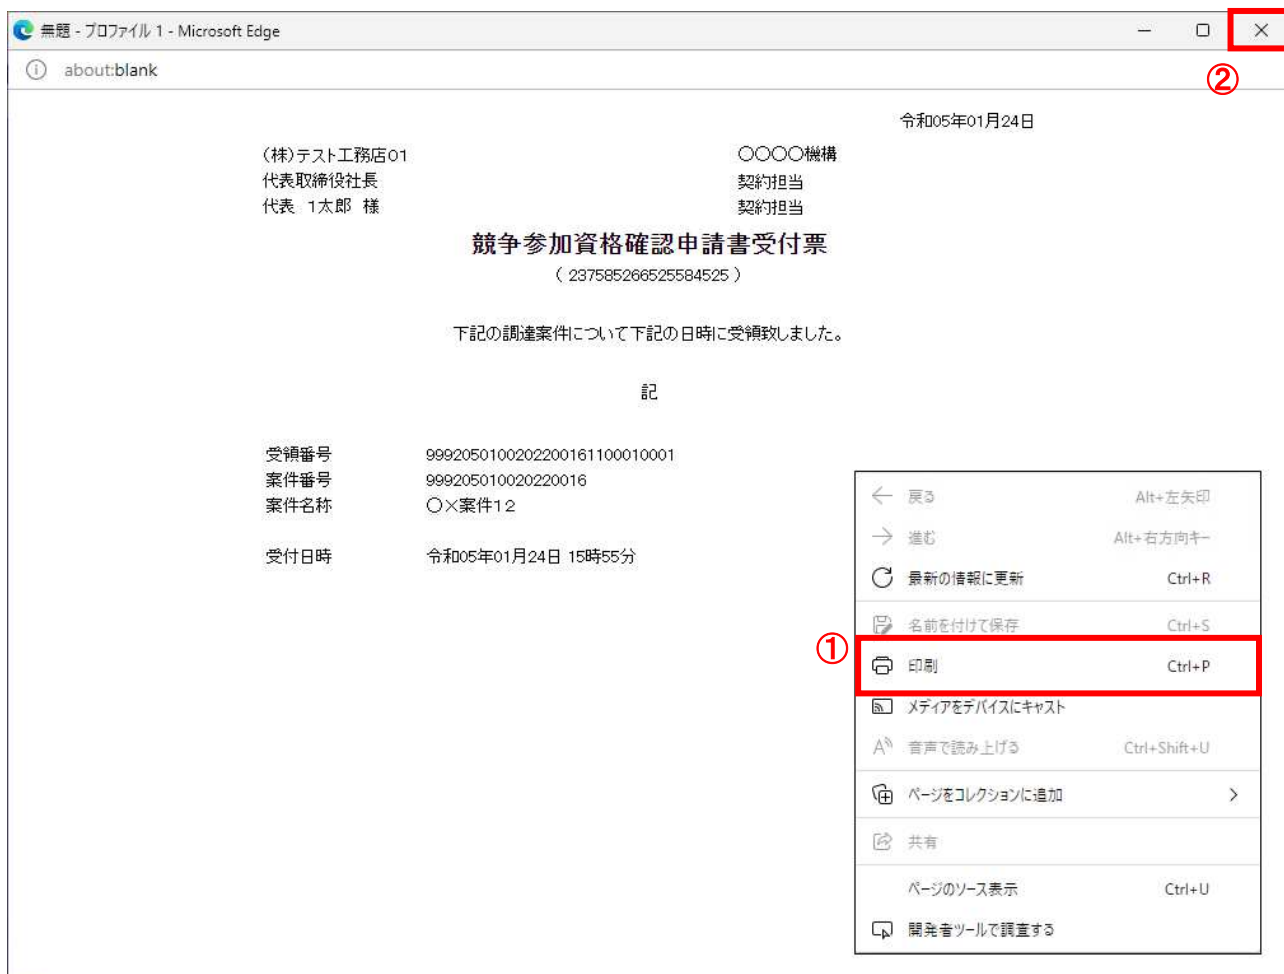 無題 - プロファイル 1 - Microsoft Edge
about:blank
②
令和05年01月24日
(株)テスト工務店01
〇〇〇〇機構
代表取締役社長
契約担当
代表 1太郎 様
契約担当
競争参加資格確認申請書受付票
( 237585266525584525 )
下記の調達案件について下記の日時に受領致しました。
記
受領番号 9992050100202200161100010001
案件番号 999205010020220016
案件名称 〇×案件12
受付日時 令和05年01月24日 15時55分
戻る Alt+左矢印
進む Alt+右方向キー
最新の情報に更新 Ctrl+R
名前を付けて保存 Ctrl+S
①
印刷 Ctrl+P
メディアをデバイスにキャスト
音声で読み上げる Ctrl+Shift+U
ページをコレクションに追加
共有
ページのソース表示 Ctrl+U
開発者ツールで調査する